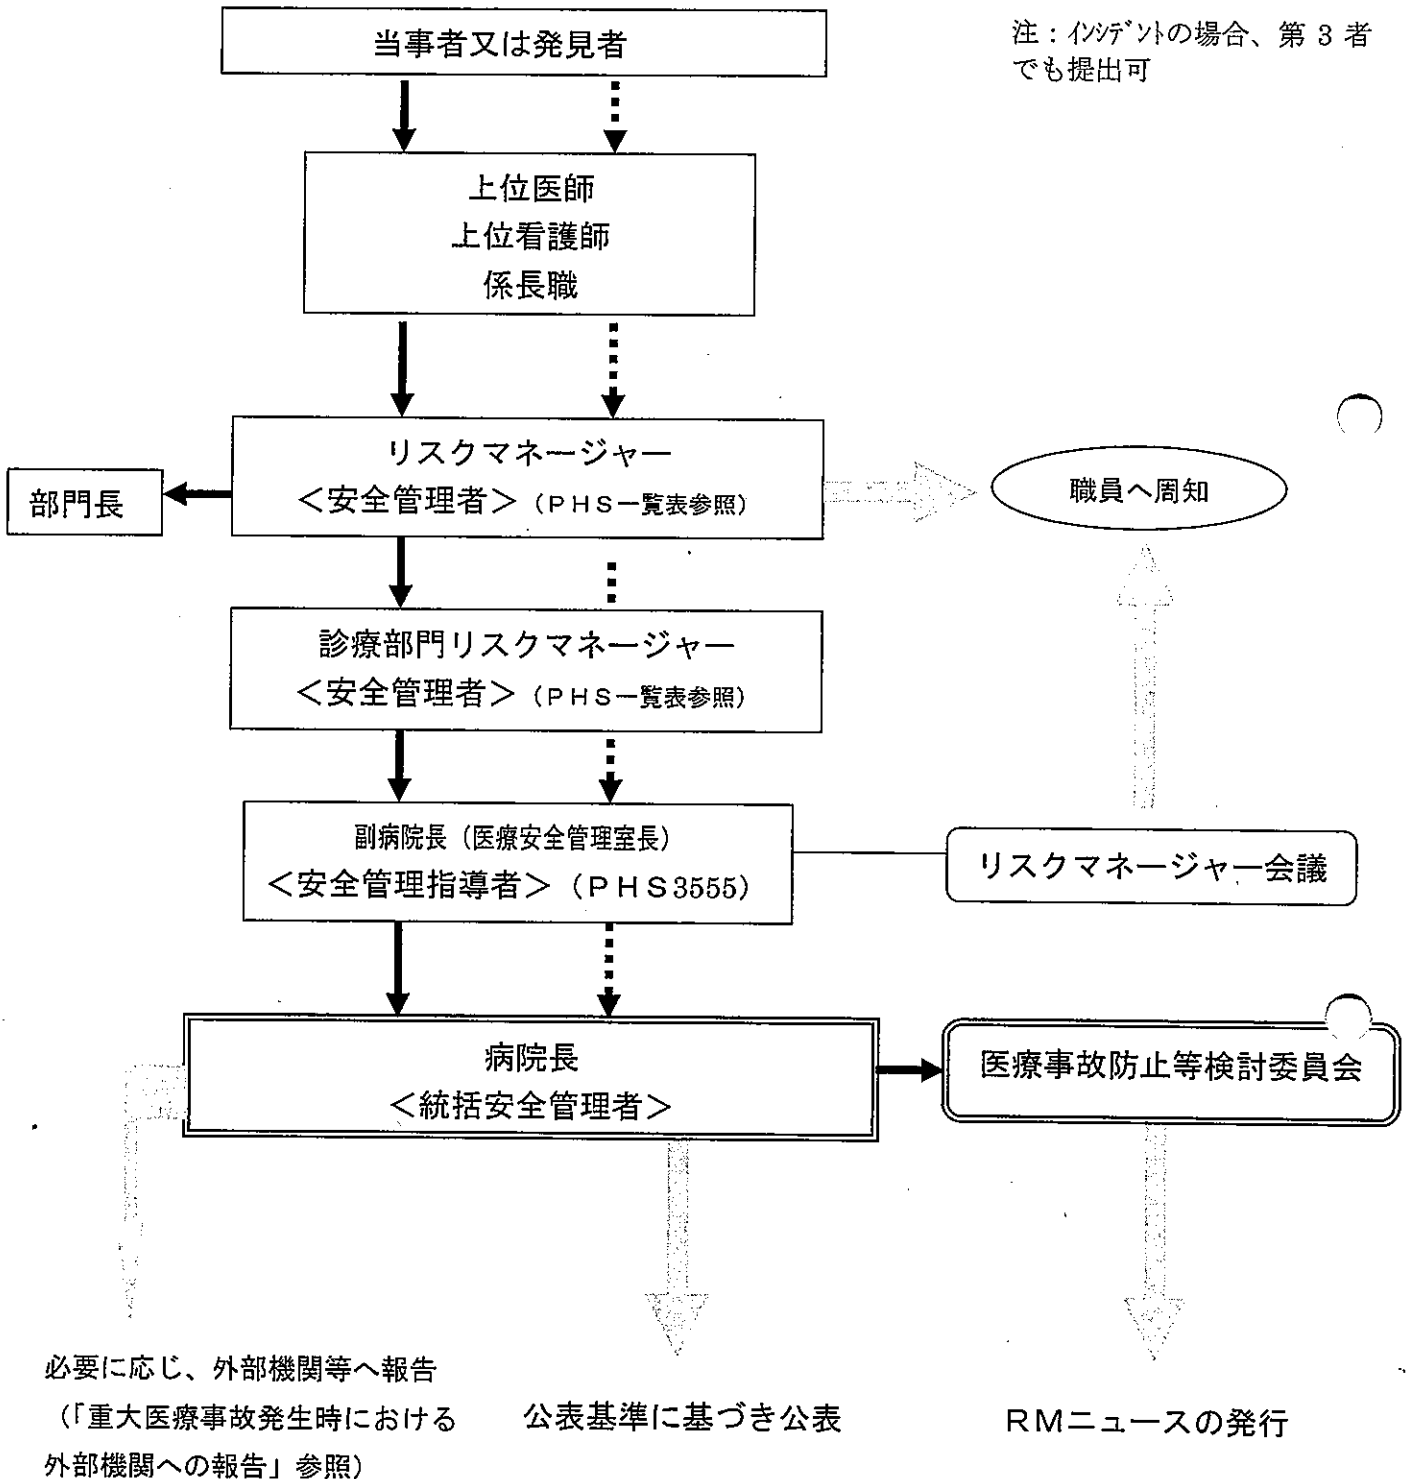 当事者又は発見者
注：ｲﾝｼﾃﾞﾝﾄの場合、第 3 者
でも提出可
上位医師
上位看護師
係長職
リスクマネージャー
＜安全管理者＞（ＰＨＳ一覧表参照）
部門長
職員へ周知
診療部門リスクマネージャー
＜安全管理者＞（ＰＨＳ一覧表参照）
副病院長（医療安全管理室長）
＜安全管理指導者＞（ＰＨＳ3555）
リスクマネージャー会議
病院長
＜統括安全管理者＞
医療事故防止等検討委員会
必要に応じ、外部機関等へ報告
（「重大医療事故発生時における
外部機関への報告」参照）
公表基準に基づき公表
ＲＭニュースの発行